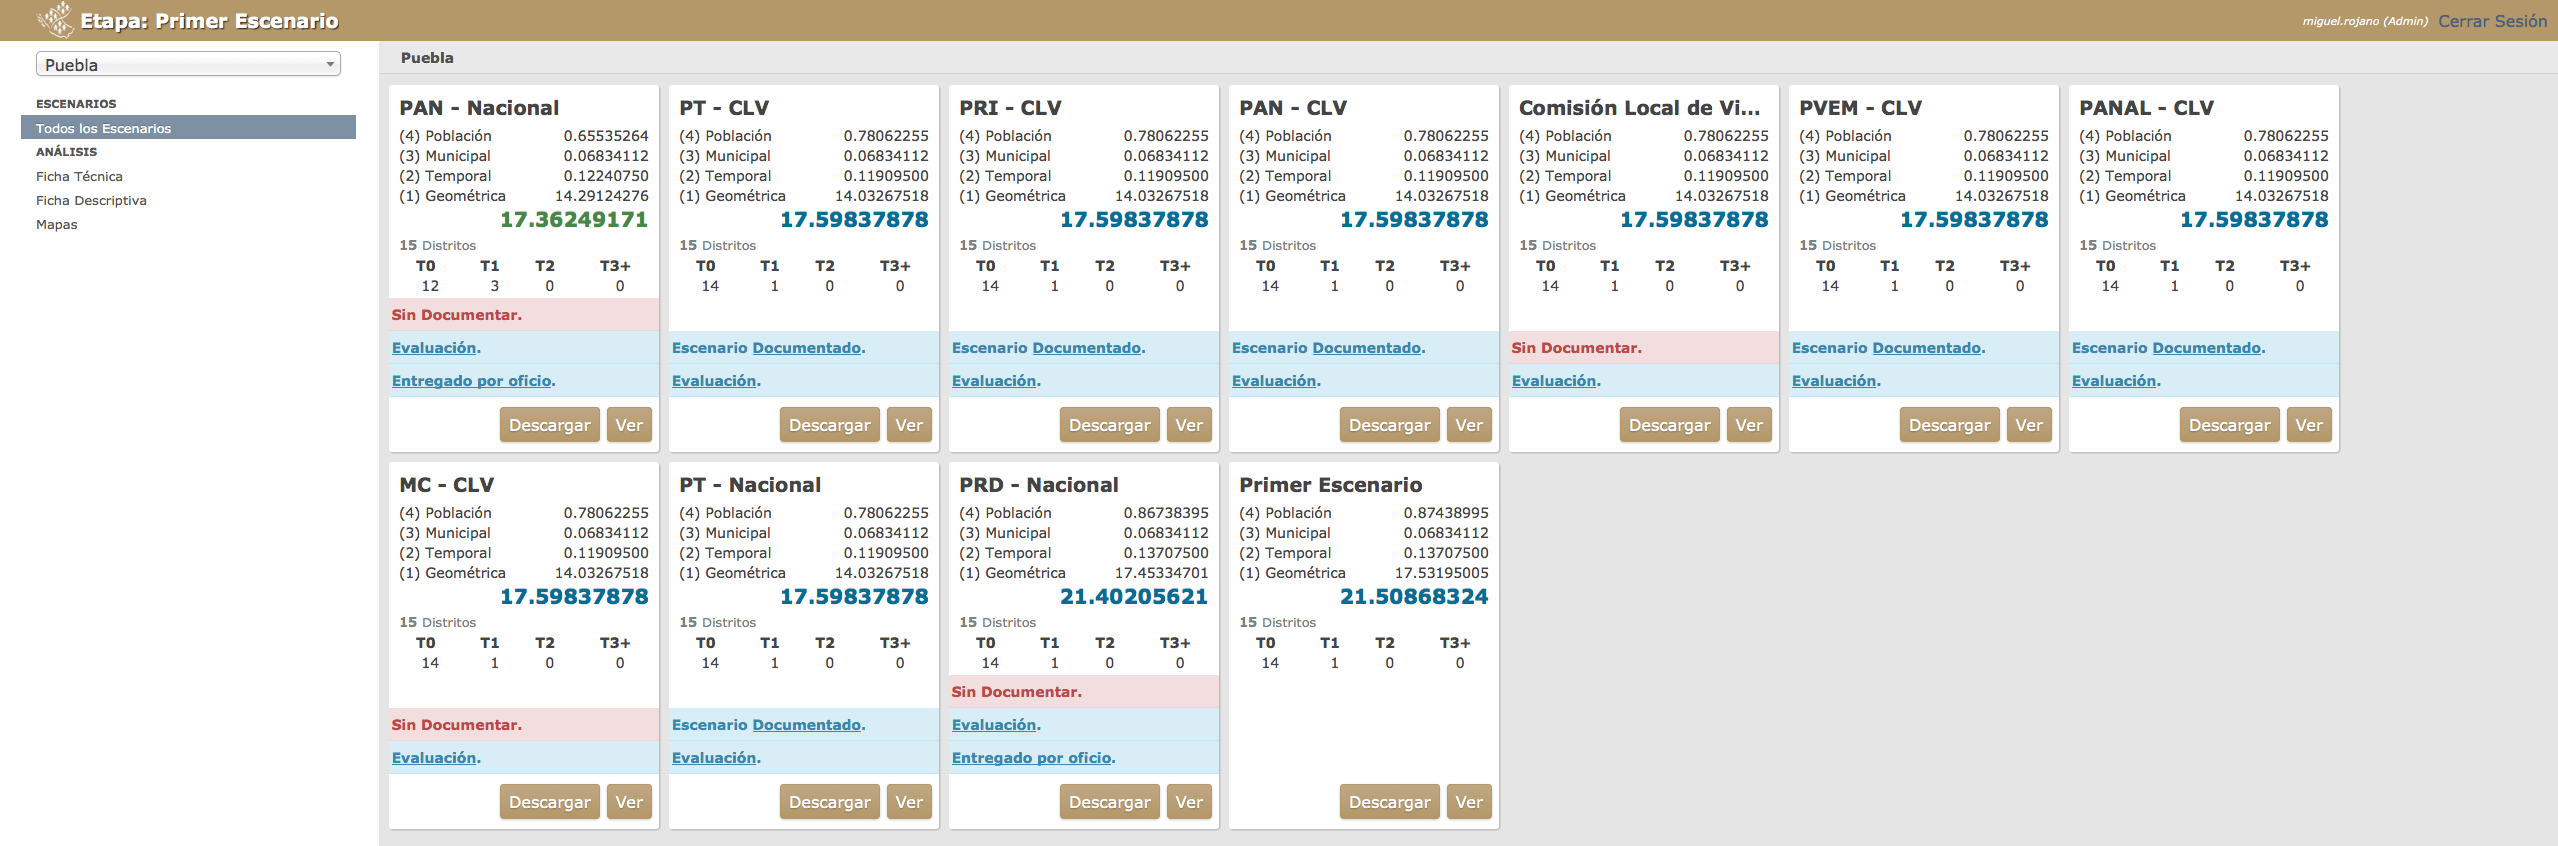 Etapa: Primer Escenario
miguel.rojano (Admin) Cerrar Sesión
Puebla
ESCENARIOS
Todos los Escenarios
ANÁLISIS
Ficha Técnica
Ficha Descriptiva
Mapas
Puebla
PAN - Nacional
(4) Población 0.65535264
(3) Municipal 0.06834112
(2) Temporal 0.12240750
(1) Geométrica 14.29124276
17.36249171
15 Distritos
T0 T1 T2 T3+
12 3 0 0
Sin Documentar.
Evaluación.
Entregado por oficio.
Descargar Ver
PT - CLV
(4) Población 0.78062255
(3) Municipal 0.06834112
(2) Temporal 0.11909500
(1) Geométrica 14.03267518
17.59837878
15 Distritos
T0 T1 T2 T3+
14 1 0 0
Escenario Documentado.
Evaluación.
Descargar Ver
PRI - CLV
(4) Población 0.78062255
(3) Municipal 0.06834112
(2) Temporal 0.11909500
(1) Geométrica 14.03267518
17.59837878
15 Distritos
T0 T1 T2 T3+
14 1 0 0
Escenario Documentado.
Evaluación.
Descargar Ver
PAN - CLV
(4) Población 0.78062255
(3) Municipal 0.06834112
(2) Temporal 0.11909500
(1) Geométrica 14.03267518
17.59837878
15 Distritos
T0 T1 T2 T3+
14 1 0 0
Escenario Documentado.
Evaluación.
Descargar Ver
Comisión Local de Vi...
(4) Población 0.78062255
(3) Municipal 0.06834112
(2) Temporal 0.11909500
(1) Geométrica 14.03267518
17.59837878
15 Distritos
T0 T1 T2 T3+
14 1 0 0
Sin Documentar.
Evaluación.
Descargar Ver
PVEM - CLV
(4) Población 0.78062255
(3) Municipal 0.06834112
(2) Temporal 0.11909500
(1) Geométrica 14.03267518
17.59837878
15 Distritos
T0 T1 T2 T3+
14 1 0 0
Escenario Documentado.
Evaluación.
Descargar Ver
PANAL - CLV
(4) Población 0.78062255
(3) Municipal 0.06834112
(2) Temporal 0.11909500
(1) Geométrica 14.03267518
17.59837878
15 Distritos
T0 T1 T2 T3+
14 1 0 0
Escenario Documentado.
Evaluación.
Descargar Ver
MC - CLV
(4) Población 0.78062255
(3) Municipal 0.06834112
(2) Temporal 0.11909500
(1) Geométrica 14.03267518
17.59837878
15 Distritos
T0 T1 T2 T3+
14 1 0 0
Sin Documentar.
Evaluación.
Descargar Ver
PT - Nacional
(4) Población 0.78062255
(3) Municipal 0.06834112
(2) Temporal 0.11909500
(1) Geométrica 14.03267518
17.59837878
15 Distritos
T0 T1 T2 T3+
14 1 0 0
Escenario Documentado.
Evaluación.
Descargar Ver
PRD - Nacional
(4) Población 0.86738395
(3) Municipal 0.06834112
(2) Temporal 0.13707500
(1) Geométrica 17.45334701
21.40205621
15 Distritos
T0 T1 T2 T3+
14 1 0 0
Sin Documentar.
Evaluación.
Entregado por oficio.
Descargar Ver
Primer Escenario
(4) Población 0.87438995
(3) Municipal 0.06834112
(2) Temporal 0.13707500
(1) Geométrica 17.53195005
21.50868324
15 Distritos
T0 T1 T2 T3+
14 1 0 0
Descargar Ver